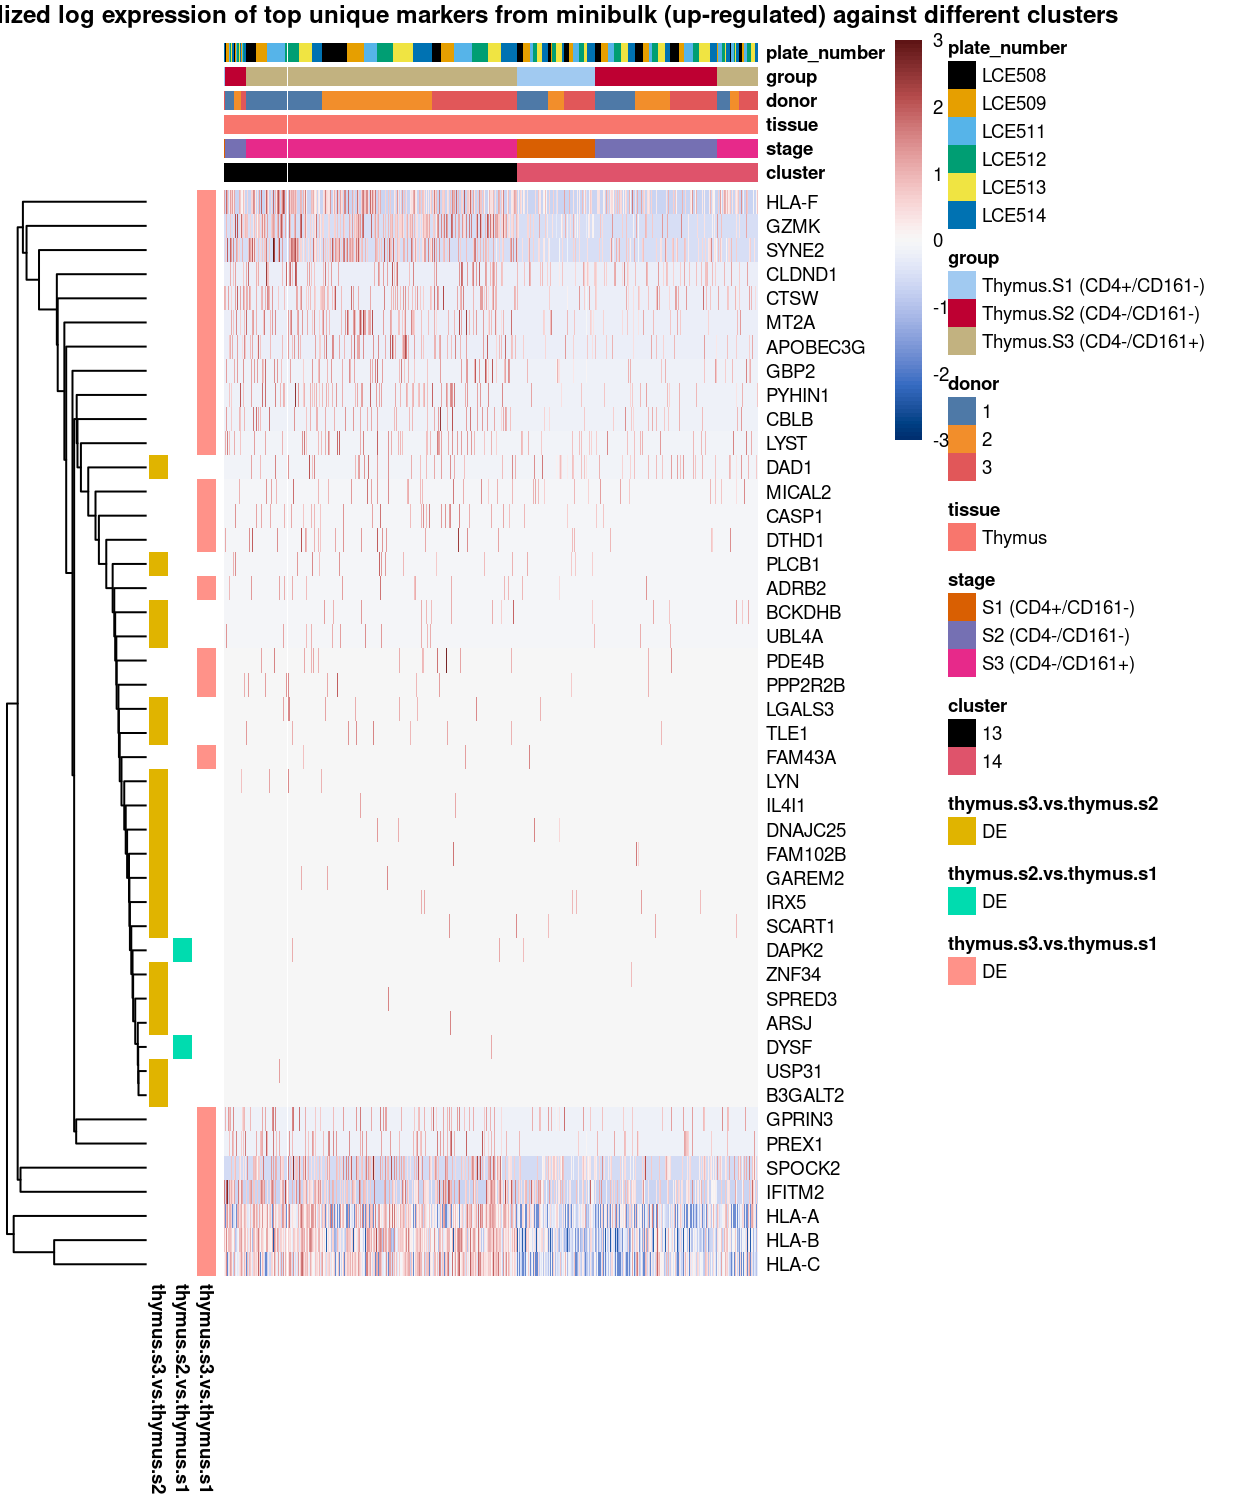 lized log expression of top unique markers from minibulk (up-regulated) against different clusters
plate_number
group
donor
tissue
stage
cluster
HLA-F
GZMK
SYNE2
CLDND1
CTSW
MT2A
APOBEC3G
GBP2
PYHIN1
CBLB
LYST
DAD1
MICAL2
CASP1
DTHD1
PLCB1
ADRB2
BCKDHB
UBL4A
PDE4B
PPP2R2B
LGALS3
TLE1
FAM43A
LYN
IL4I1
DNAJC25
FAM102B
GAREM2
IRX5
SCART1
DAPK2
ZNF34
SPRED3
ARSJ
DYSF
USP31
B3GALT2
GPRIN3
PREX1
SPOCK2
IFITM2
HLA-A
HLA-B
HLA-C
thymus.s3.vs.thymus.s2
thymus.s2.vs.thymus.s1
thymus.s3.vs.thymus.s1
3
2
1
0
-1
-2
-3
plate_number
LCE508
LCE509
LCE511
LCE512
LCE513
LCE514
group
Thymus.S1 (CD4+/CD161-)
Thymus.S2 (CD4-/CD161-)
Thymus.S3 (CD4-/CD161+)
donor
1
2
3
tissue
Thymus
stage
S1 (CD4+/CD161-)
S2 (CD4-/CD161-)
S3 (CD4-/CD161+)
cluster
13
14
thymus.s3.vs.thymus.s2
DE
thymus.s2.vs.thymus.s1
DE
thymus.s3.vs.thymus.s1
DE